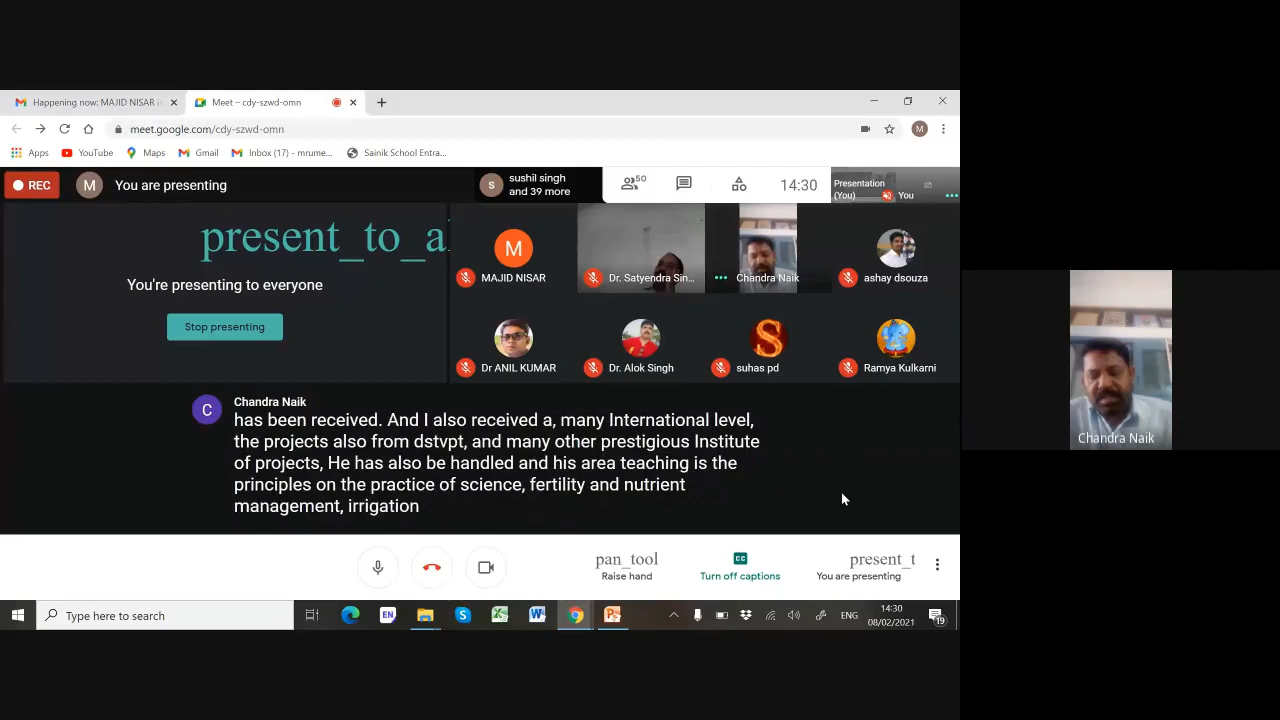 Happening now: MAJID NISAR is
Meet – cdy-szwd-omn
meet.google.com/cdy-szwd-omn
Apps
YouTube
Maps
Gmail
Inbox (17) - mrume...
Sainik School Entra...
REC
M
You are presenting
S
sushil singh
and 39 more
50
14:30
Presentation
(You)
You
present_to_a
You're presenting to everyone
Stop presenting
M
MAJID NISAR
Dr. Satyendra Sin...
Chandra Naik
ashay dsouza
Dr ANIL KUMAR
Dr. Alok Singh
S
suhas pd
Ramya Kulkarni
C
Chandra Naik
has been received. And I also received a, many International level,
the projects also from dstvpt, and many other prestigious Institute
of projects, He has also be handled and his area teaching is the
principles on the practice of science, fertility and nutrient
management, irrigation
Chandra Naik
pan_tool
Raise hand
CC
Turn off captions
present_t
You are presenting
Type here to search
EN
ENG
14:30
08/02/2021
19